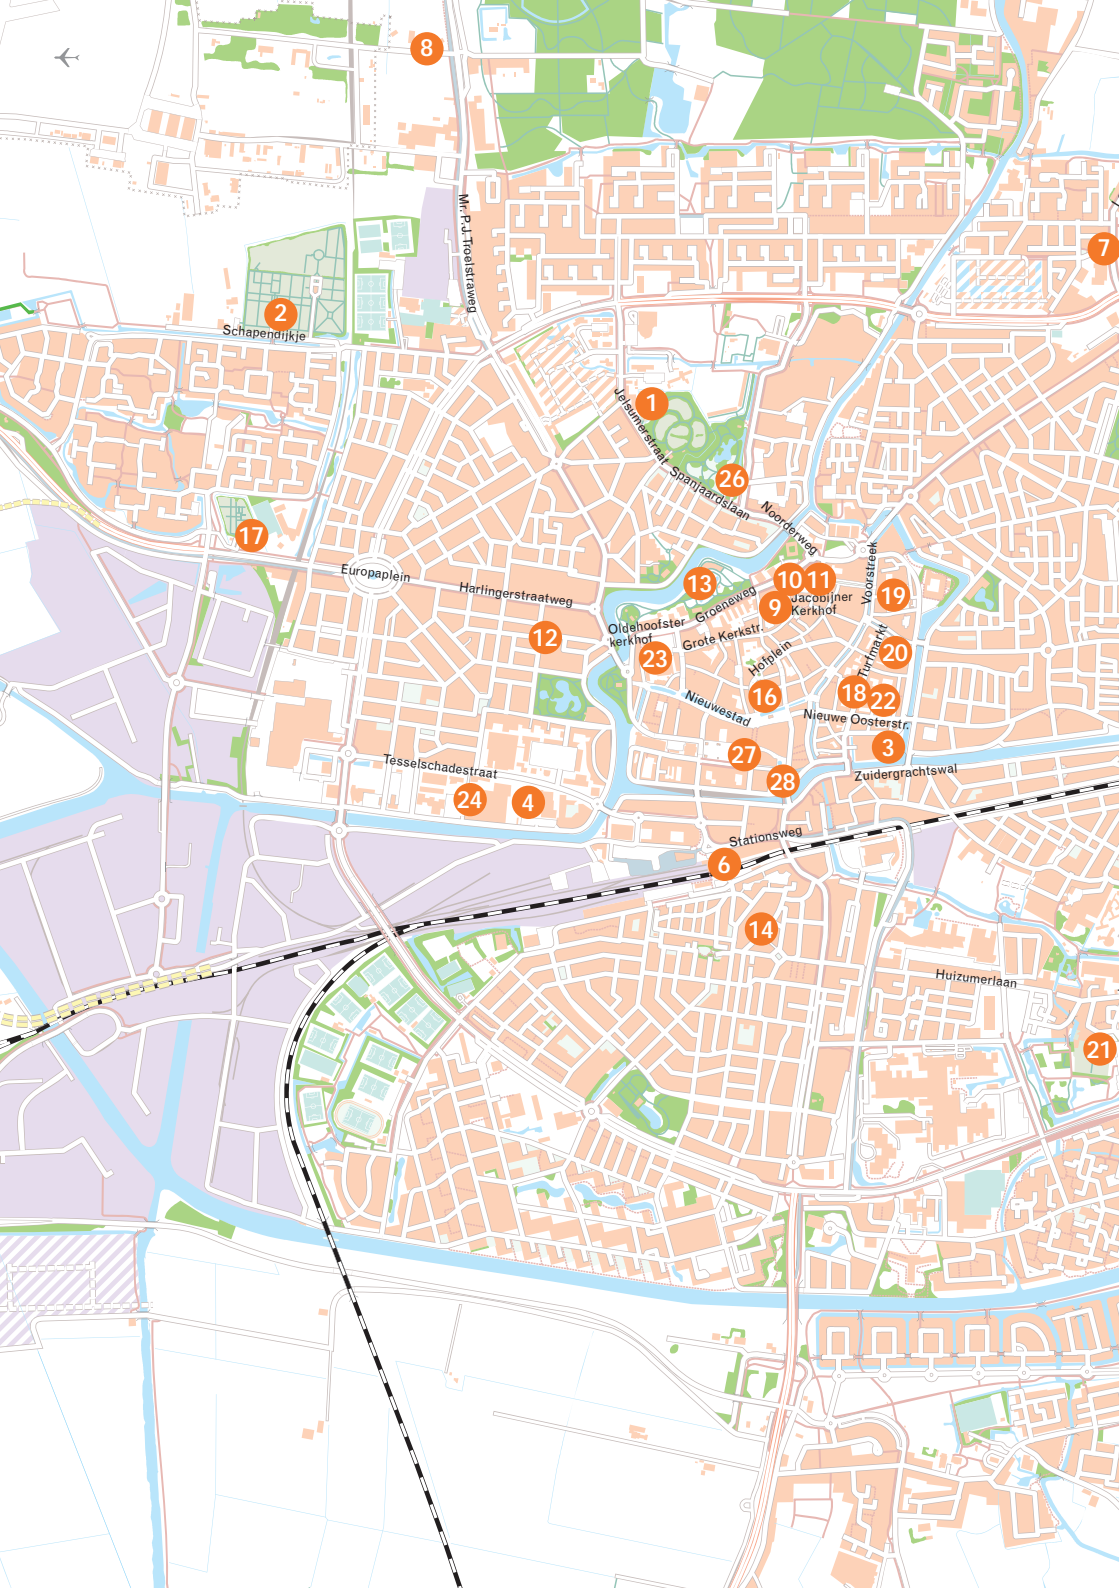 8
Mr. P.J. Troelstraweg
7
2
Schapendijkje
1
Jelsumerstraat
26
Spanjaardslaan
Noorderweg
17
Europaplein
Harlingerstraatweg
Voorstreek
13
10
11
19
Groeneweg
9
Jacobijner
Kerkhof
12
Oldehoofster
kerkhof
Grote Kerkstr.
23
Hofplein
Turfmarkt
20
16
18
22
Nieuwestad
Nieuwe Oosterstr.
27
3
Tesselschadestraat
28
Zuidergrachtswal
24
4
Stationsweg
6
14
Huizumerlaan
21